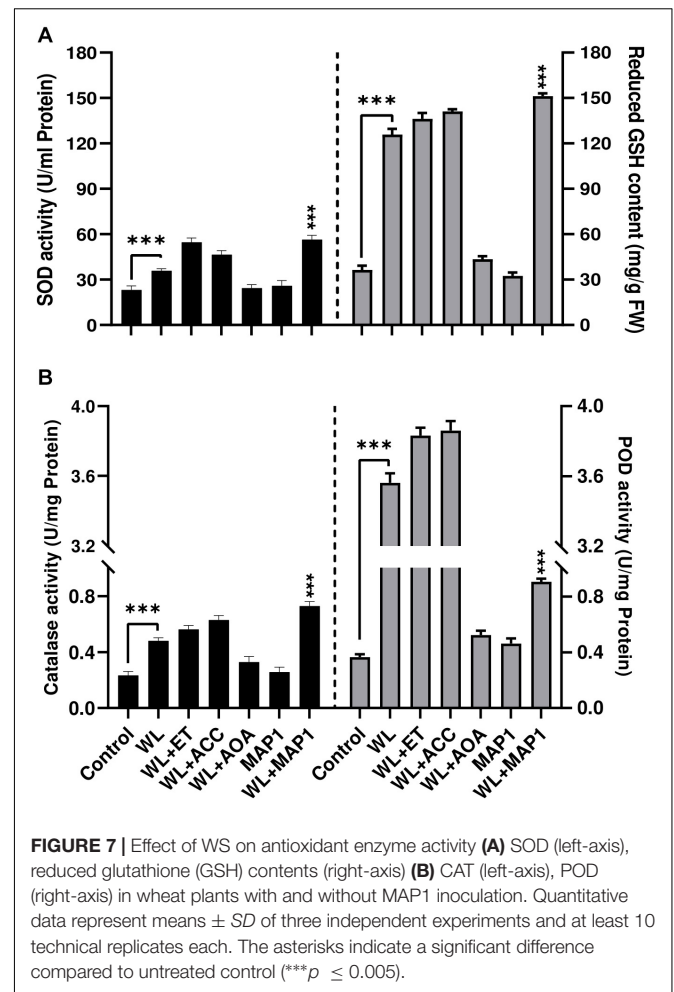 A
180
150
120
90
60
30
0
SOD activity (U/ml Protein)
***
***
***
***
180
150
120
90
60
30
0
Reduced GSH content (mg/g FW)
B
4.0
3.6
3.2
0.8
0.4
0.0
Catalase activity (U/mg Protein)
***
***
***
***
4.0
3.6
3.2
0.8
0.4
0.0
POD activity (U/mg Protein)
Control
WL
WL+ET
WL+ACC
WL+AOA
MAP1
WL+MAP1
Control
WL
WL+ET
WL+ACC
WL+AOA
MAP1
WL+MAP1
FIGURE 7 | Effect of WS on antioxidant enzyme activity (A) SOD (left-axis),
reduced glutathione (GSH) contents (right-axis) (B) CAT (left-axis), POD
(right-axis) in wheat plants with and without MAP1 inoculation. Quantitative
data represent means ± SD of three independent experiments and at least 10
technical replicates each. The asterisks indicate a significant difference
compared to untreated control (***p ≤ 0.005).